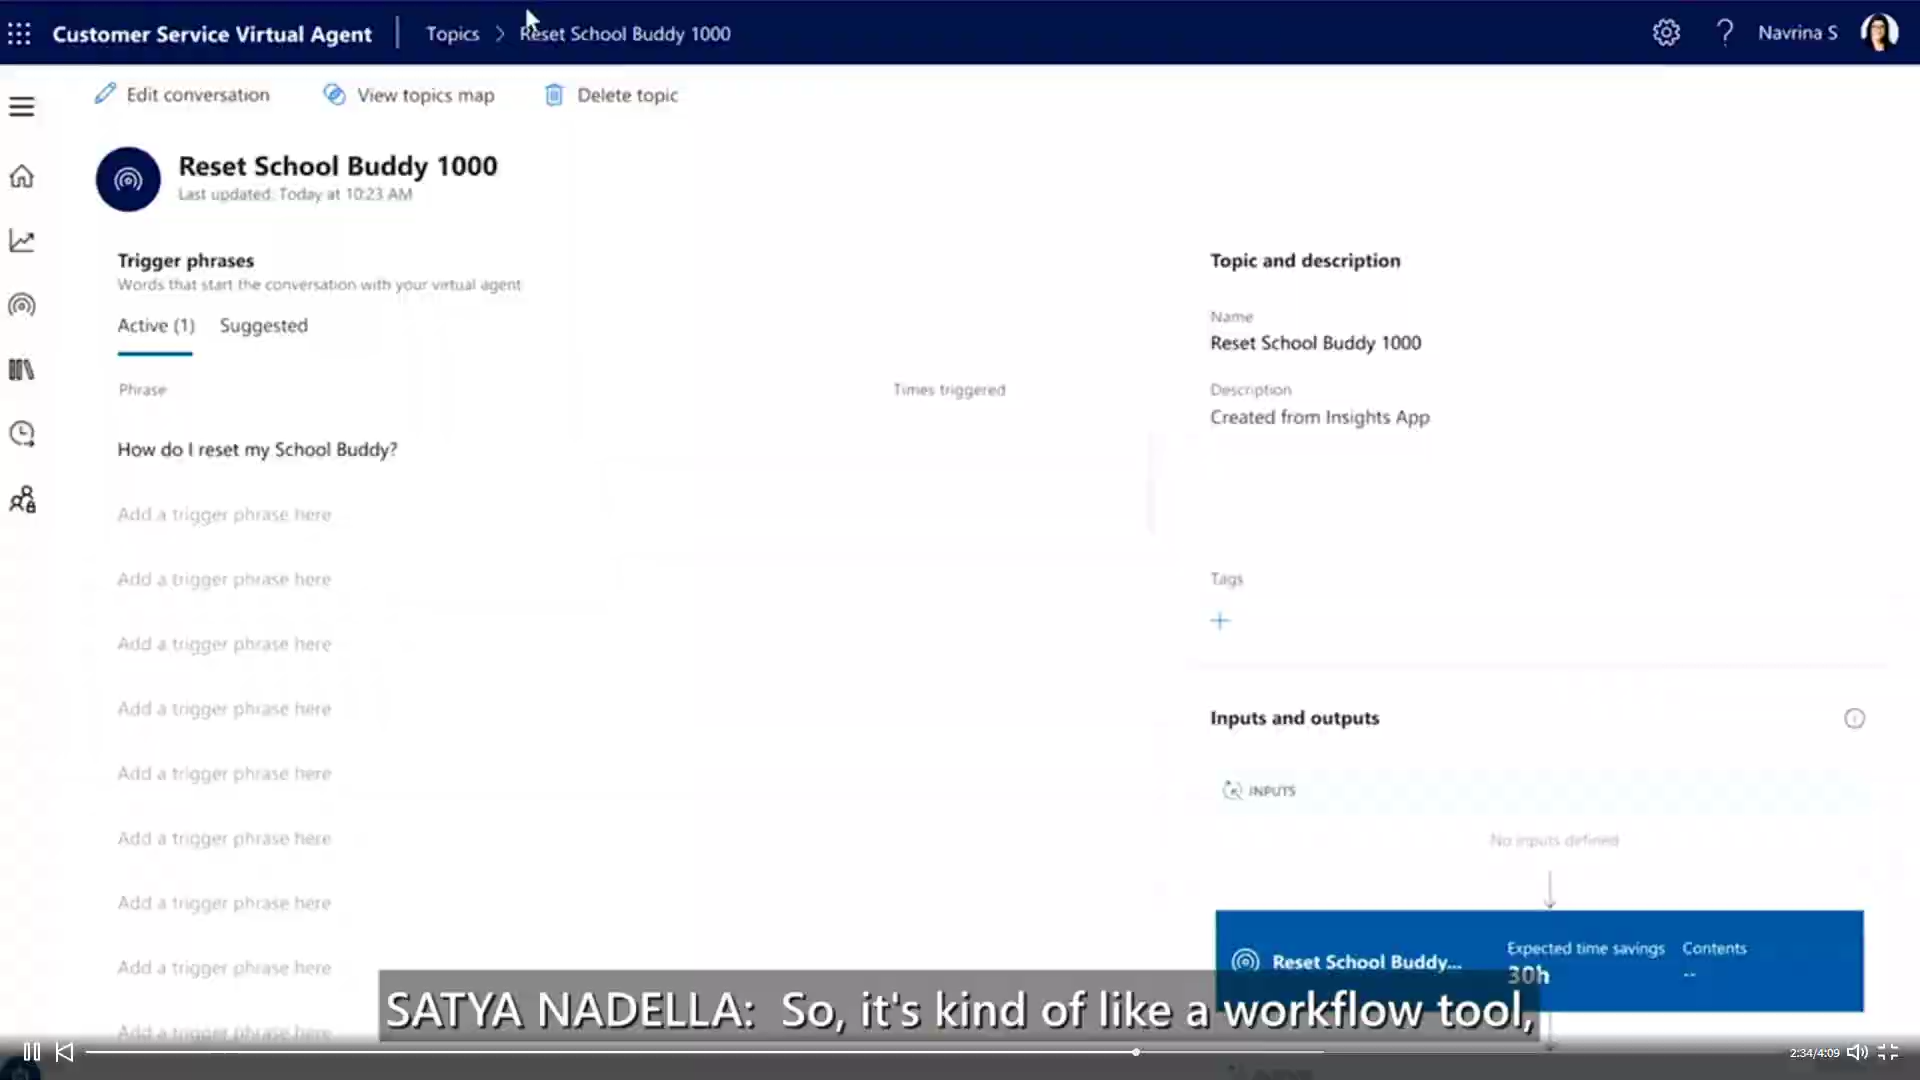 Customer Service Virtual Agent
Topics > Reset School Buddy 1000
Navrina S
Edit conversation
View topics map
Delete topic
Reset School Buddy 1000
Last updated: Today at 10:23 AM
Trigger phrases
Words that start the conversation with your virtual agent
Active (1)
Suggested
Phrase
Times triggered
How do I reset my School Buddy?
Add a trigger phrase here
Add a trigger phrase here
Add a trigger phrase here
Add a trigger phrase here
Add a trigger phrase here
Add a trigger phrase here
Add a trigger phrase here
Add a trigger phrase here
Add a trigger phrase here
Topic and description
Name
Reset School Buddy 1000
Description
Created from Insights App
Tags
Inputs and outputs
INPUTS
No inputs defined
Reset School Buddy...
Expected time savings
30h
Contents
--
SATYA NADELLA: So, it's kind of like a workflow tool,
2:34/4:09